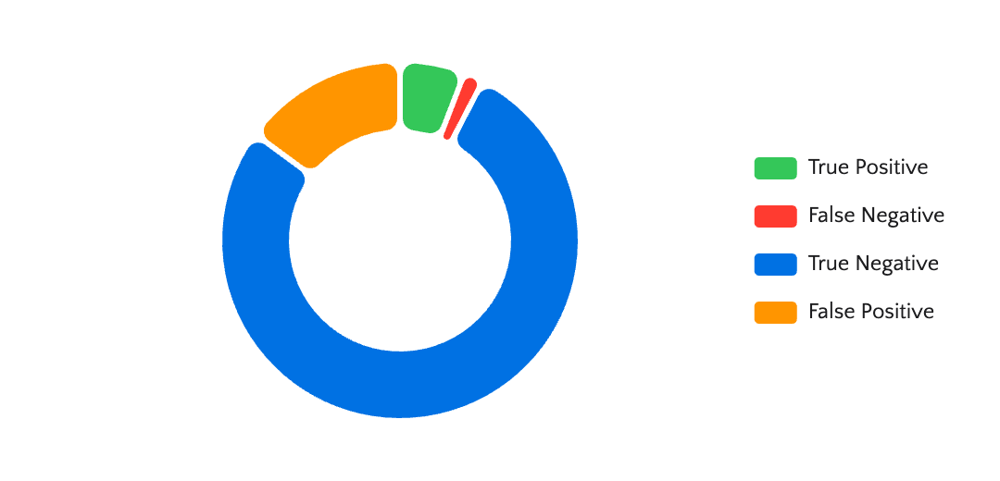 True Positive
False Negative
True Negative
False Positive